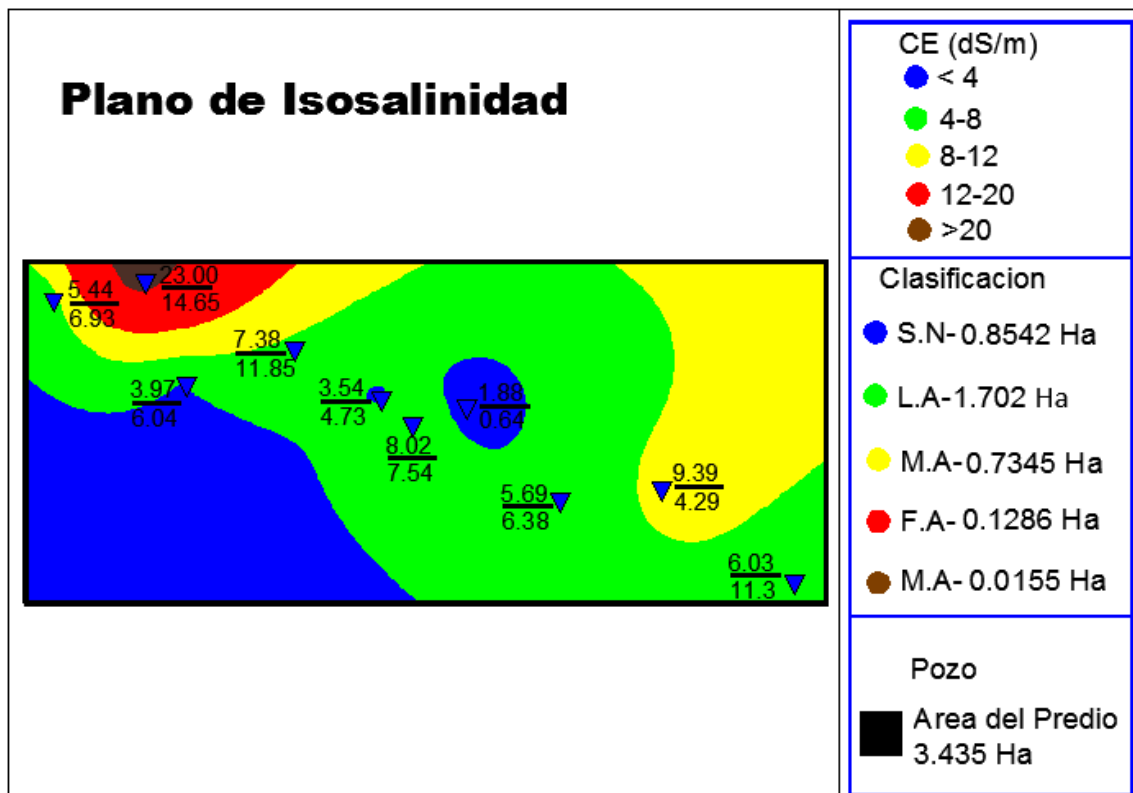 Plano de Isosalinidad
5.44
6.93
23.00
14.65
7.38
11.85
3.97
6.04
3.54
4.73
1.88
0.64
8.02
7.54
5.69
6.38
9.39
4.29
6.03
11.3
CE (dS/m)
< 4
4-8
8-12
12-20
>20
Clasificacion
S.N- 0.8542 Ha
L.A- 1.702 Ha
M.A- 0.7345 Ha
F.A- 0.1286 Ha
M.A- 0.0155 Ha
Pozo
Area del Predio
3.435 Ha